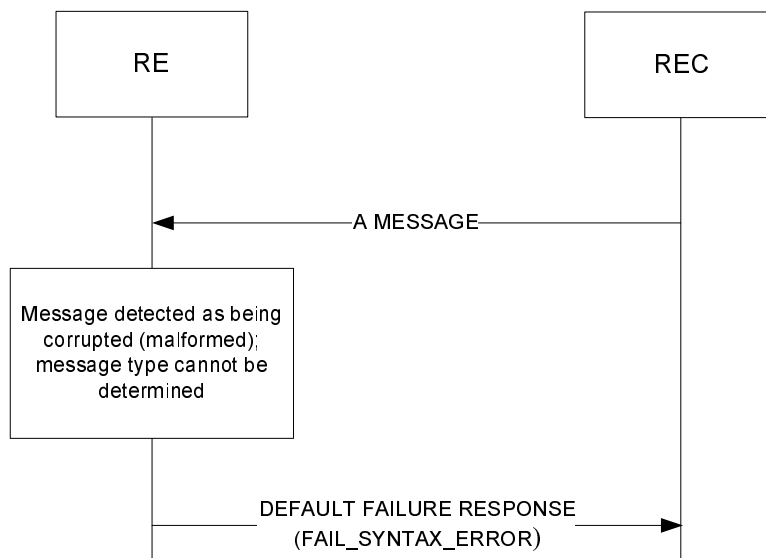 RE
REC
A MESSAGE
Message detected as being
corrupted (malformed);
message type cannot be
determined
DEFAULT FAILURE RESPONSE
(FAIL_SYNTAX_ERROR)